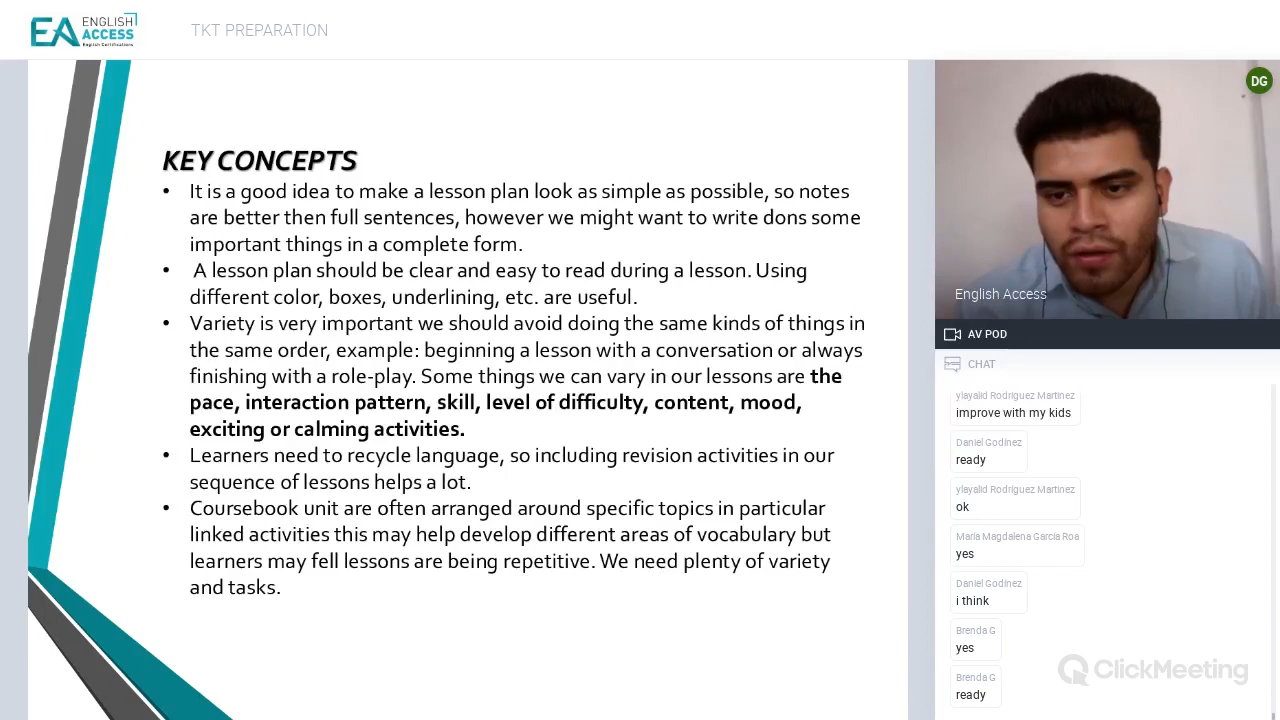 EA ENGLISH
ACCESS
English Certifications
TKT PREPARATION
KEY CONCEPTS
• It is a good idea to make a lesson plan look as simple as possible, so notes
are better then full sentences, however we might want to write dons some
important things in a complete form.
• A lesson plan should be clear and easy to read during a lesson. Using
different color, boxes, underlining, etc. are useful.
• Variety is very important we should avoid doing the same kinds of things in
the same order, example: beginning a lesson with a conversation or always
finishing with a role-play. Some things we can vary in our lessons are the
pace, interaction pattern, skill, level of difficulty, content, mood,
exciting or calming activities.
• Learners need to recycle language, so including revision activities in our
sequence of lessons helps a lot.
• Coursebook unit are often arranged around specific topics in particular
linked activities this may help develop different areas of vocabulary but
learners may fell lessons are being repetitive. We need plenty of variety
and tasks.
DG
English Access
AV POD
CHAT
ylayalid Rodríguez Martinez
improve with my kids
Daniel Godínez
ready
ylayalid Rodríguez Martinez
ok
María Magdalena García Roa
yes
Daniel Godínez
i think
Brenda G
yes
Brenda G
ready
ClickMeeting